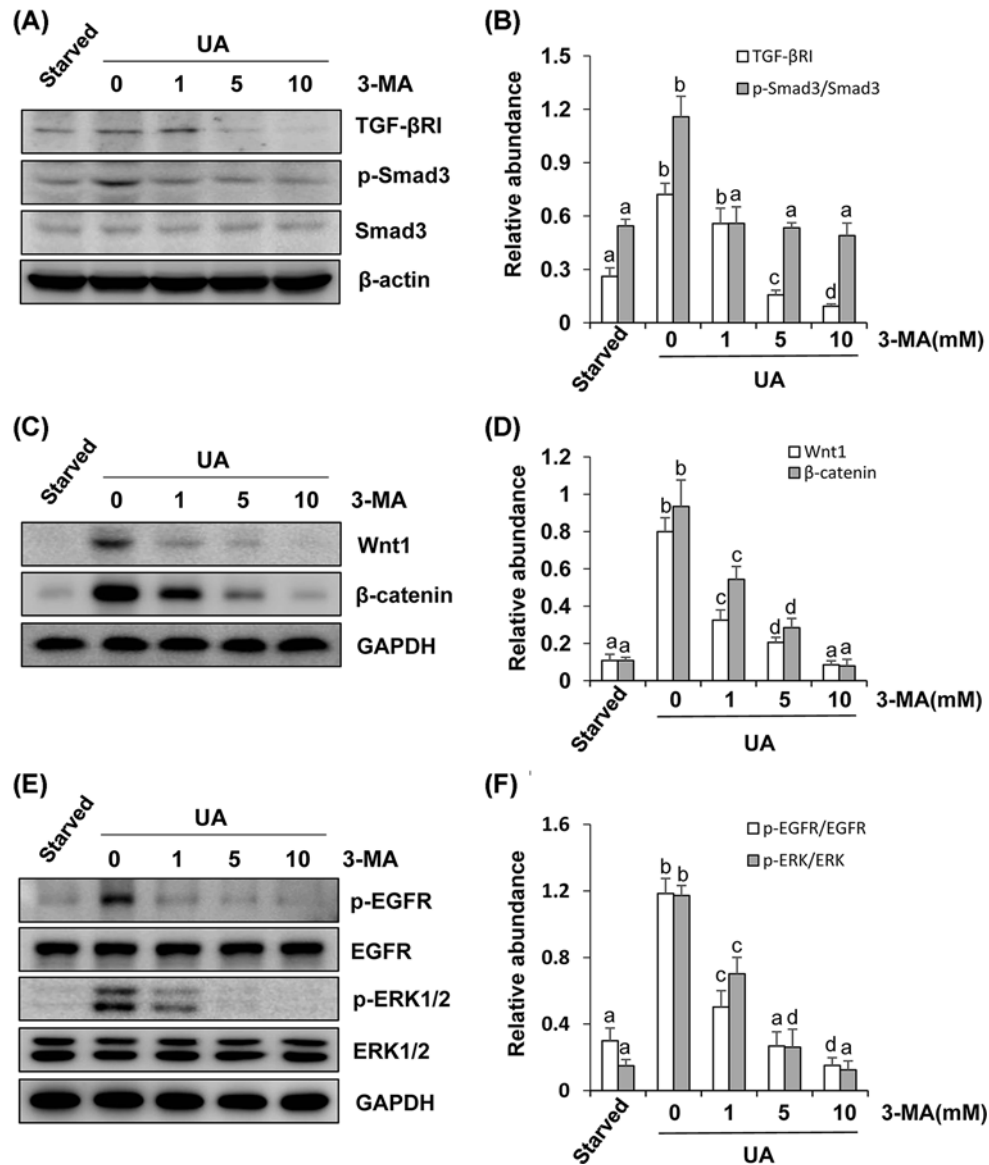 (A)
Starved
UA
0 1 5 10 3-MA
TGF-βRI
p-Smad3
Smad3
β-actin
(B)
TGF-βRI
p-Smad3/Smad3
Relative abundance
1.5
1.2
0.9
0.6
0.3
0
a a b b b a c a d a
Starved 0 1 5 10 3-MA(mM)
UA
(C)
Starved
UA
0 1 5 10 3-MA
Wnt1
β-catenin
GAPDH
(D)
Wnt1
β-catenin
Relative abundance
1.2
1
0.8
0.6
0.4
0.2
0
a a b b c c d d a a
Starved 0 1 5 10 3-MA(mM)
UA
(E)
Starved
UA
0 1 5 10 3-MA
p-EGFR
EGFR
p-ERK1/2
ERK1/2
GAPDH
(F)
p-EGFR/EGFR
p-ERK/ERK
Relative abundance
1.6
1.2
0.8
0.4
0
a a b b c c a d d a
Starved 0 1 5 10 3-MA(mM)
UA